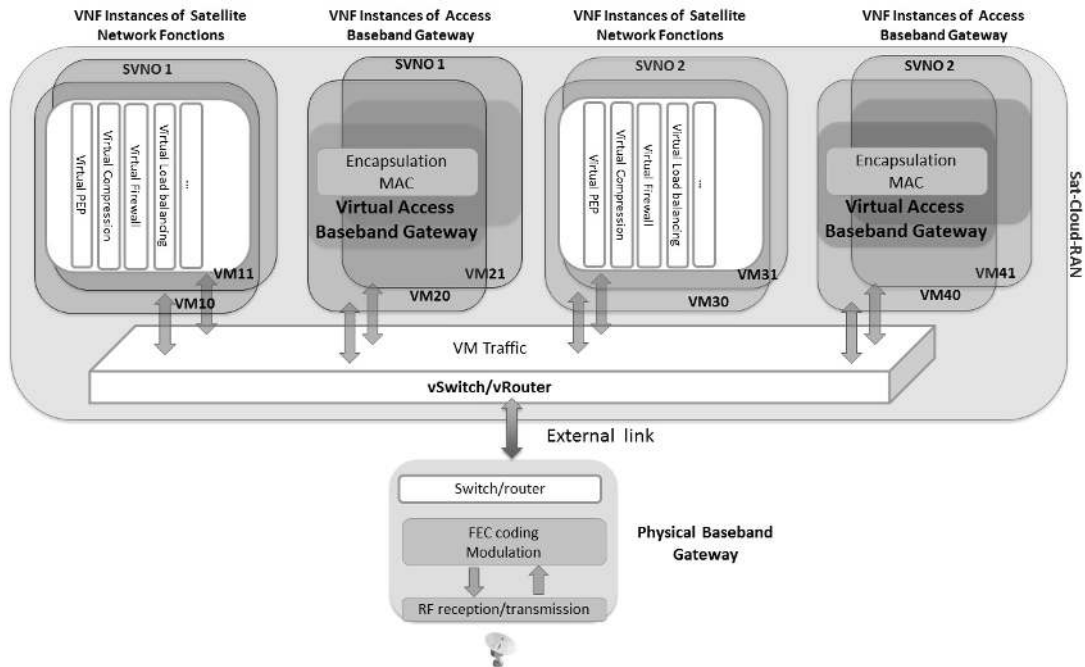 VNF Instances of Satellite
Network Fonctions
VNF Instances of Access
Baseband Gateway
VNF Instances of Satellite
Network Fonctions
VNF Instances of Access
Baseband Gateway
SVNO 1
Virtual PEP
Virtual Compression
Virtual Firewall
Virtual Load balancing
...
VM11
VM10
SVNO 1
Encapsulation
MAC
Virtual Access
Baseband Gateway
VM21
VM20
SVNO 2
Virtual PEP
Virtual Compression
Virtual Firewall
Virtual Load balancing
...
VM31
VM30
SVNO 2
Encapsulation
MAC
Virtual Access
Baseband Gateway
VM41
VM40
Sat-Cloud-RAN
VM Traffic
vSwitch/vRouter
External link
Switch/router
FEC coding
Modulation
RF reception/transmission
Physical Baseband
Gateway